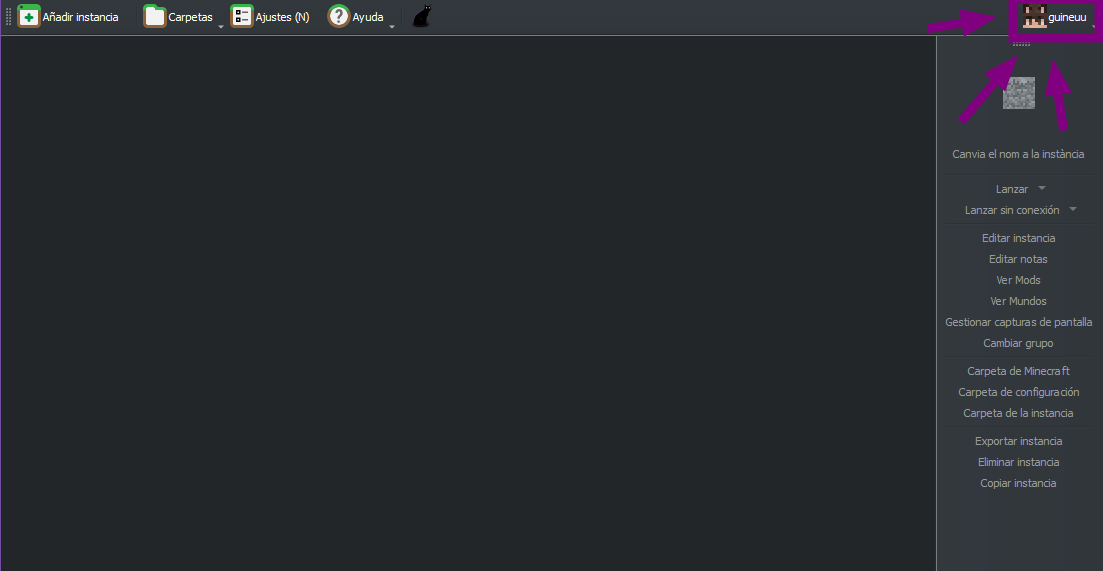 Añadir instancia
Carpetas
Ajustes (N)
Ayuda
guineuu
Canvia el nom a la instància
Lanzar
Lanzar sin conexión
Editar instancia
Editar notas
Ver Mods
Ver Mundos
Gestionar capturas de pantalla
Cambiar grupo
Carpeta de Minecraft
Carpeta de configuración
Carpeta de la instancia
Exportar instancia
Eliminar instancia
Copiar instancia